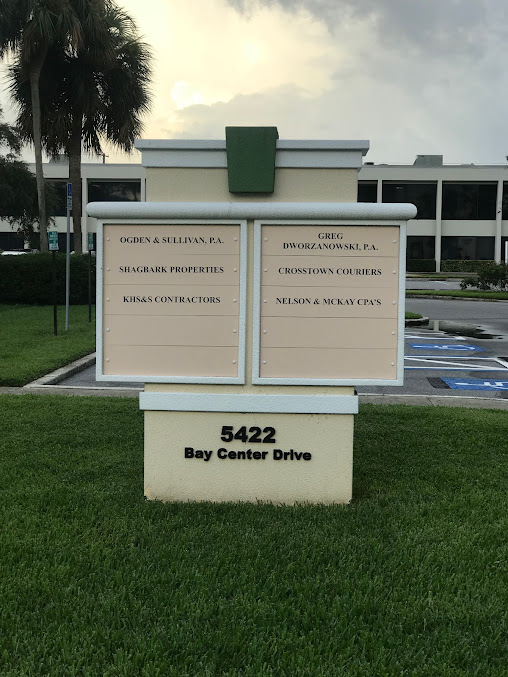 OGDEN & SULLIVAN, P.A.
SHAGBARK PROPERTIES
KHS&S CONTRACTORS
GREG
DWORZANOWSKI, P.A.
CROSSTOWN COURIERS
NELSON & MCKAY CPA'S
5422
Bay Center Drive